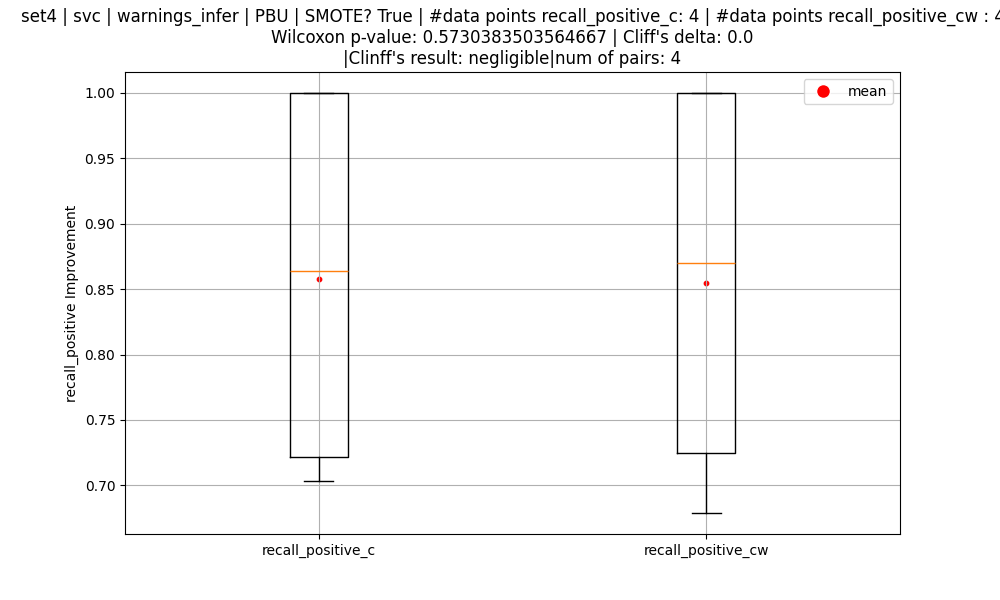 set4 | svc | warnings_infer | PBU | SMOTE? True | #data points recall_positive_c: 4 | #data points recall_positive_cw : 4
Wilcoxon p-value: 0.5730383503564667 | Cliff's delta: 0.0
|Clinff's result: negligible|num of pairs: 4
mean
1.00
0.95
0.90
0.85
0.80
0.75
0.70
recall_positive Improvement
recall_positive_c
recall_positive_cw